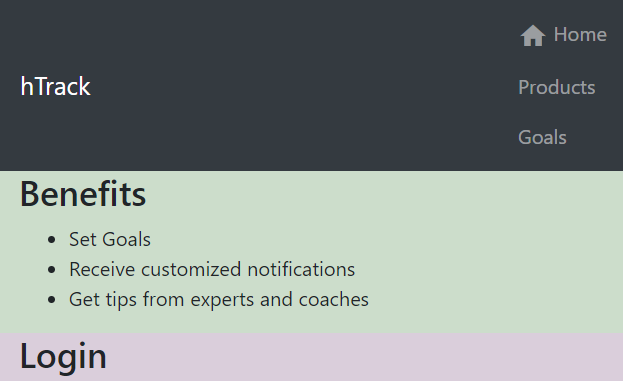 Home
hTrack
Products
Goals
Benefits
Set Goals
Receive customized notifications
Get tips from experts and coaches
Login